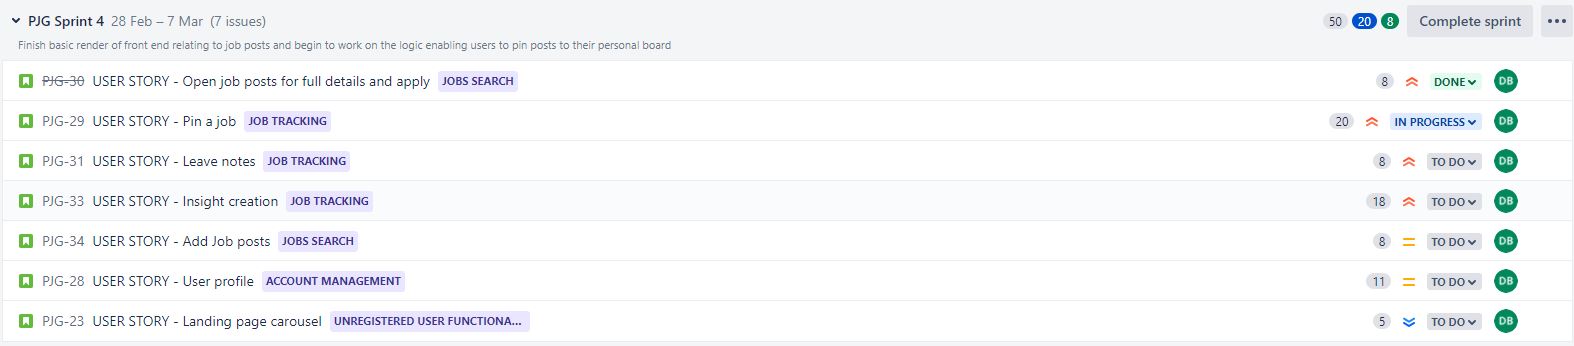 PJG Sprint 4 28 Feb – 7 Mar (7 issues) 50 20 8 Complete sprint
Finish basic render of front end relating to job posts and begin to work on the logic enabling users to pin posts to their personal board
PJG-30 USER STORY - Open job posts for full details and apply JOBS SEARCH 8 DONE DB
PJG-29 USER STORY - Pin a job JOB TRACKING 20 IN PROGRESS DB
PJG-31 USER STORY - Leave notes JOB TRACKING 8 TO DO DB
PJG-33 USER STORY - Insight creation JOB TRACKING 18 TO DO DB
PJG-34 USER STORY - Add Job posts JOBS SEARCH 8 TO DO DB
PJG-28 USER STORY - User profile ACCOUNT MANAGEMENT 11 TO DO DB
PJG-23 USER STORY - Landing page carousel UNREGISTERED USER FUNCTIONA... 5 TO DO DB